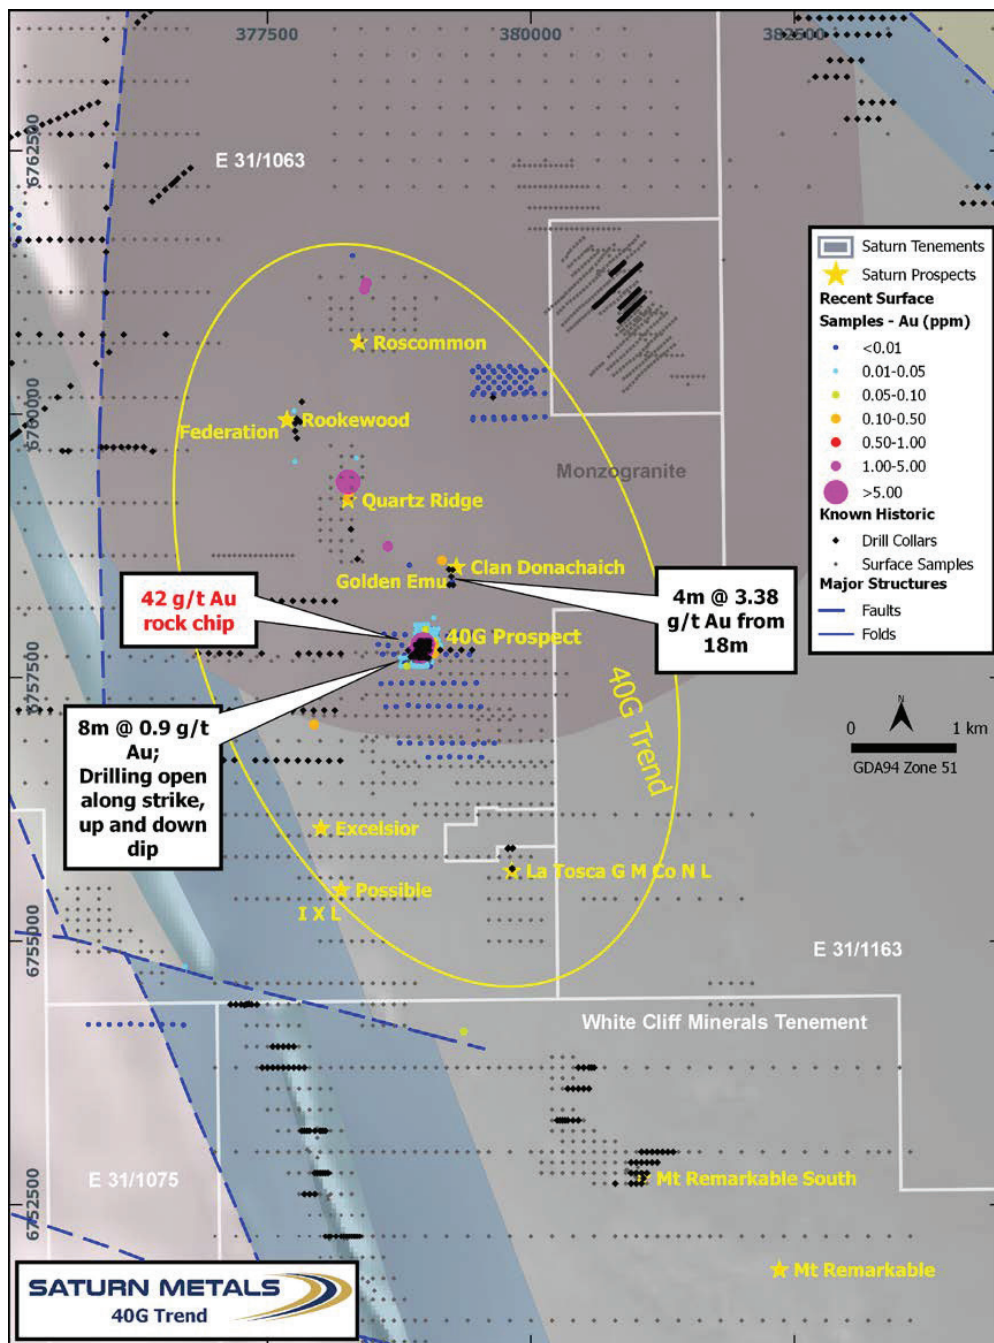 377500
380000
382500
6762500
E 31/1063
Saturn Tenements
Saturn Prospects
Recent Surface
Samples - Au (ppm)
<0.01
0.01-0.05
0.05-0.10
0.10-0.50
0.50-1.00
1.00-5.00
>5.00
Known Historic
Drill Collars
Surface Samples
Major Structures
Faults
Folds
Roscommon
6760000
Rookewood
Federation
Monzogranite
Quartz Ridge
Clan Donachaich
Golden Emu
42 g/t Au
rock chip
4m @ 3.38
g/t Au from
18m
40G Prospect
6757500
40G Trend
8m @ 0.9 g/t
Au;
Drilling open
along strike,
up and down
dip
N
0
1 km
GDA94 Zone 51
Excelsior
La Tosca G M Co N L
Possible
I X L
6755000
E 31/1163
White Cliff Minerals Tenement
E 31/1075
Mt Remarkable South
6752500
Mt Remarkable
SATURN METALS
40G Trend